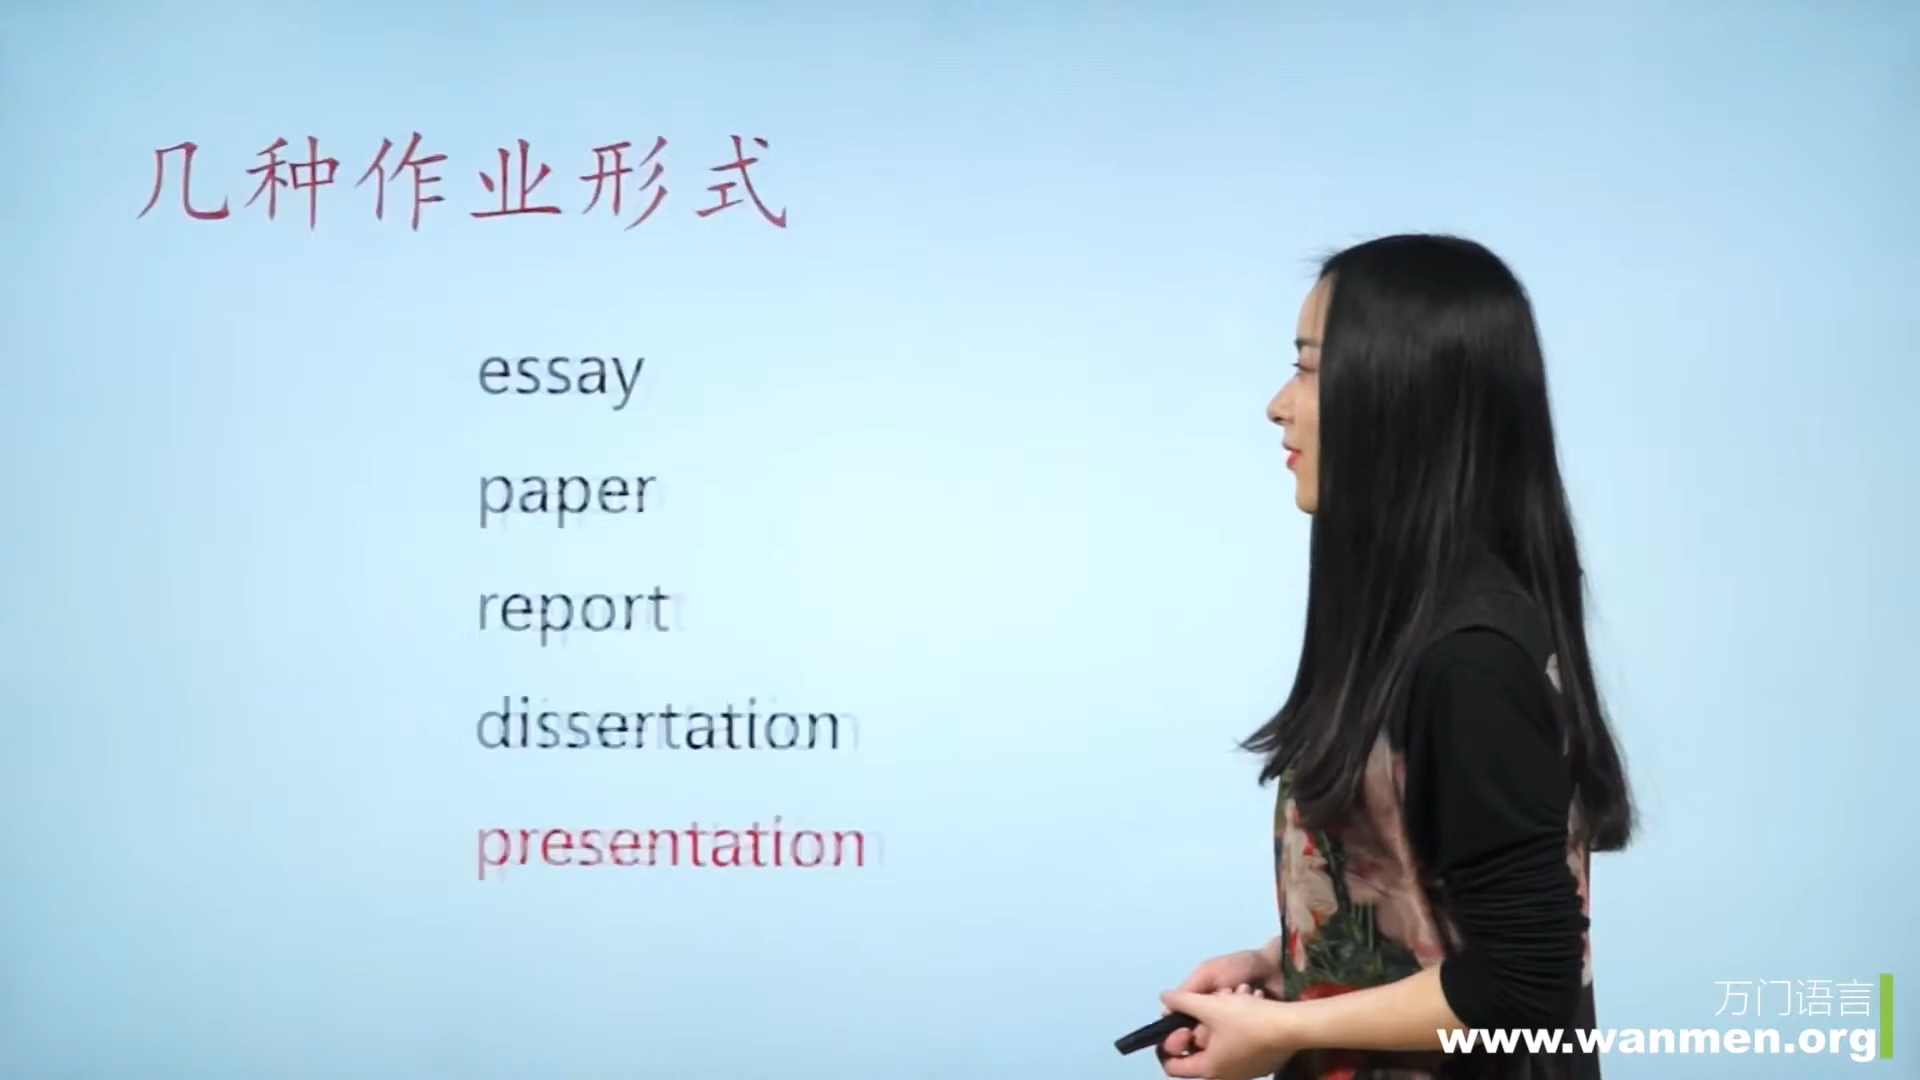 几种作业形式
essay
paper
report
dissertation
presentation
万门语言
www.wanmen.org